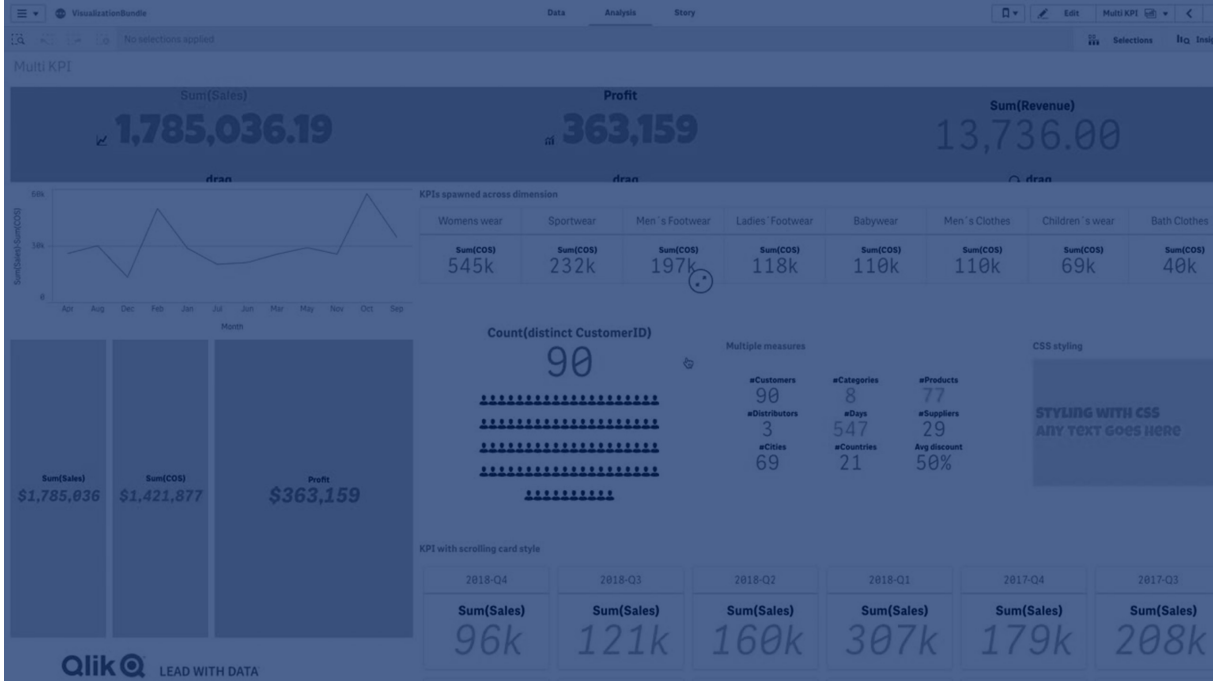 VisualizationBundle
Data Analysis Story
Edit Multi KPI
No selections applied
Selections
Multi KPI
Sum(Sales) Profit Sum(Revenue)
1,785,036.19 363,159 13,736.00
drag drag drag
Sum(Sales)-Sum(COS)
0
Apr Aug Dec Feb Jan Jul Jun Mar May Nov Oct Sep
Month
KPIs spawned across dimension
Womens wear Sportwear Men´s Footwear Ladies´Footwear Babywear Men´s Clothes Children´s wear Bath Clothes
Sum(COS) Sum(COS) Sum(COS) Sum(COS) Sum(COS) Sum(COS) Sum(COS) Sum(COS)
545k 232k 197k 118k 110k 110k 69k 40k
Count(distinct CustomerID)
90
Multiple measures
#Customers #Categories #Products
90 8 77
#Distributors #Days #Suppliers
3 547 29
#Cities #Countries Avg discount
69 21 50%
CSS styling
STYLING WITH CSS
ANY TEXT GOES HERE
Sum(Sales) Sum(COS) Profit
$1,785,036 $1,421,877 $363,159
KPI with scrolling card style
2018-Q4 2018-Q3 2018-Q2 2018-Q1 2017-Q4 2017-Q3
Sum(Sales) Sum(Sales) Sum(Sales) Sum(Sales) Sum(Sales) Sum(Sales)
96k 121k 160k 307k 179k 208k
Qlik LEAD WITH DATA